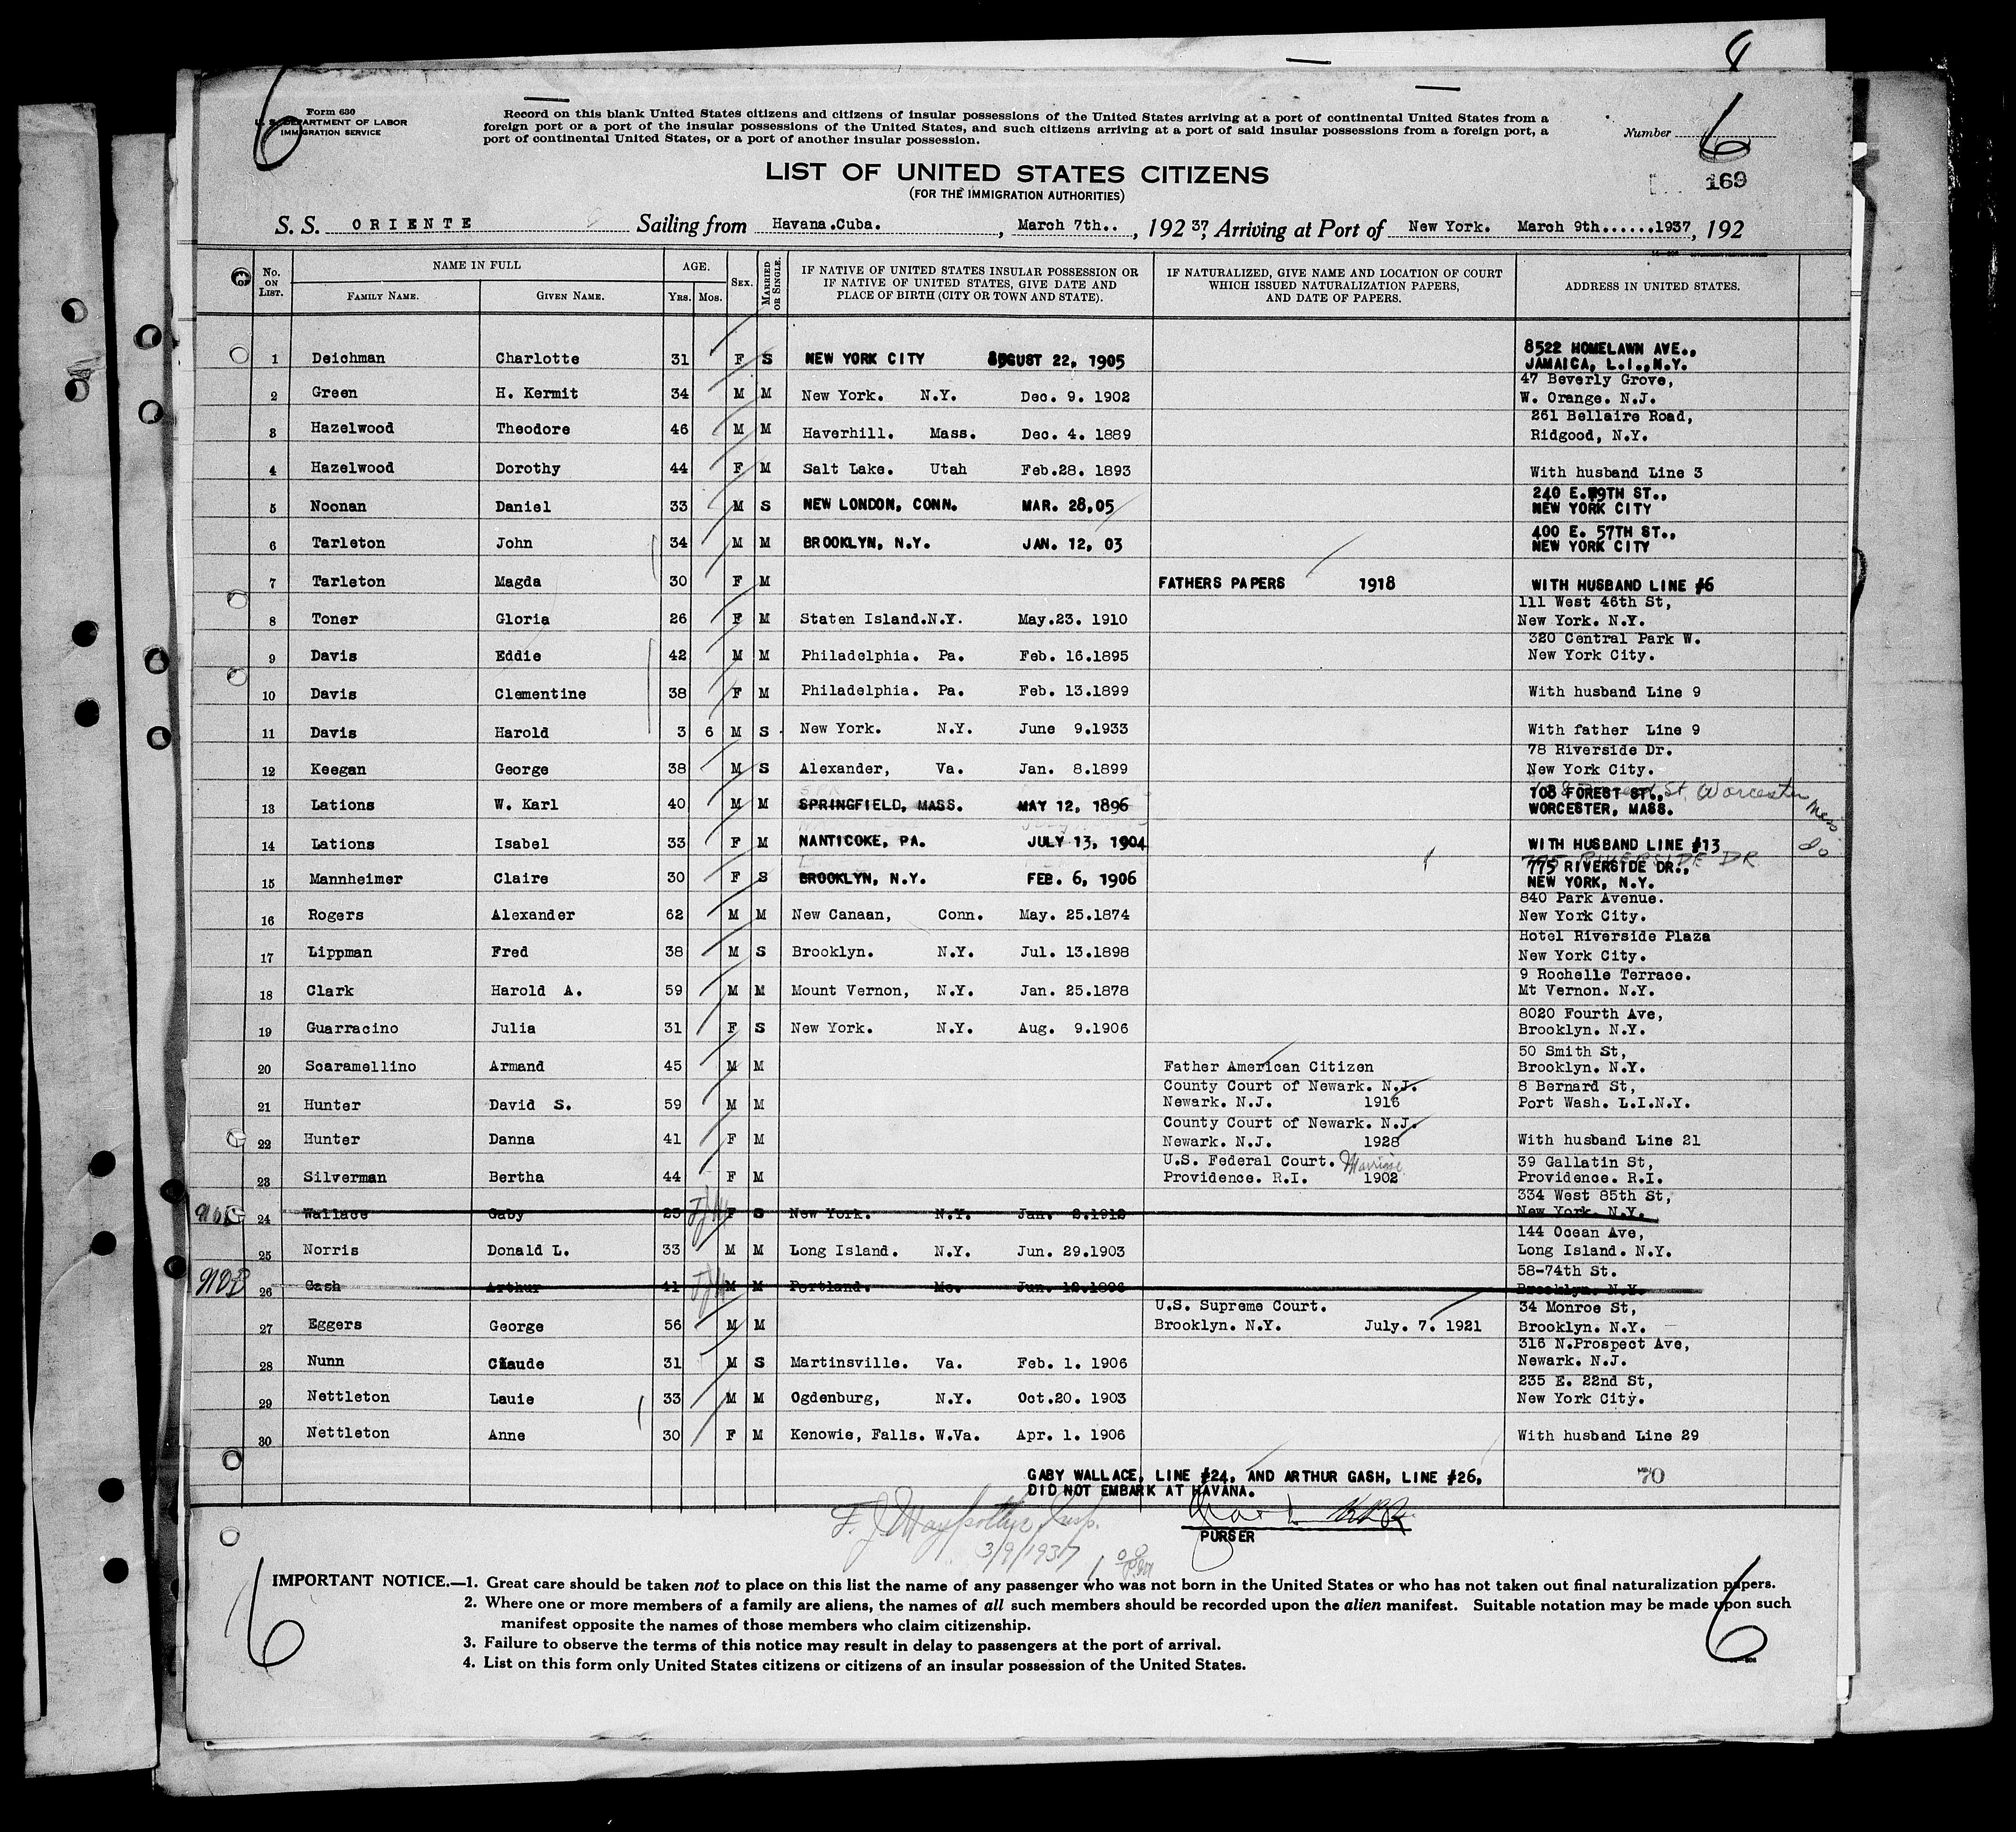 8
6
Form 630
U. S. DEPARTMENT OF LABOR
IMMIGRATION SERVICE
Record on this blank United States citizens and citizens of insular possessions of the United States arriving at a port of continental United States from a
foreign port or a port of the insular possessions of the United States, and such citizens arriving at a port of said insular possessions from a foreign port, a
port of continental United States, or a port of another insular possession.
Number 6
169
LIST OF UNITED STATES CITIZENS
(FOR THE IMMIGRATION AUTHORITIES)
S. S. ORIENTE Sailing from Havana.Cuba. , March 7th.. , 192 37, Arriving at Port of New York. March 9th......1937, 192
No. ON LIST. NAME IN FULL FAMILY NAME. GIVEN NAME. AGE. Yrs. Mos. SEX. MARRIED OR SINGLE. IF NATIVE OF UNITED STATES INSULAR POSSESSION OR IF NATIVE OF UNITED STATES, GIVE DATE AND PLACE OF BIRTH (CITY OR TOWN AND STATE). IF NATURALIZED, GIVE NAME AND LOCATION OF COURT WHICH ISSUED NATURALIZATION PAPERS, AND DATE OF PAPERS. ADDRESS IN UNITED STATES.
1 Deichman Charlotte 31 F S NEW YORK CITY AUGUST 22, 1905 8522 HOMELAWN AVE., JAMAICA, L.I.,N.Y.
2 Green H. Kermit 34 M M New York. N.Y. Dec. 9. 1902 47 Beverly Grove, W. Orange. N.J.
3 Hazelwood Theodore 46 M M Haverhill. Mass. Dec. 4. 1889 261 Bellaire Road, Ridgood, N.Y.
4 Hazelwood Dorothy 44 F M Salt Lake. Utah Feb.28. 1893 With husband Line 3
5 Noonan Daniel 33 M S NEW LONDON, CONN. MAR. 28,05 240 E.79TH ST., NEW YORK CITY
6 Tarleton John 34 M M BROOKLYN, N.Y. JAN. 12, 03 400 E. 57TH ST., NEW YORK CITY
7 Tarleton Magda 30 F M FATHERS PAPERS 1918 WITH HUSBAND LINE #6
8 Toner Gloria 26 F M Staten Island.N.Y. May.23. 1910 111 West 46th St, New York. N.Y.
9 Davis Eddie 42 M M Philadelphia. Pa. Feb. 16.1895 320 Central Park W. New York City.
10 Davis Clementine 38 F M Philadelphia. Pa. Feb. 13.1899 With husband Line 9
11 Davis Harold 3 6 M S New York. N.Y. June 9.1933 With father Line 9
12 Keegan George 38 M S Alexander, Va. Jan. 8.1899 78 Riverside Dr. New York City.
13 Lations W. Karl 40 M M SPRINGFIELD, MASS. MAY 12, 1896 108 FOREST ST., WORCESTER, MASS. St. Worcester Mass
14 Lations Isabel 33 F M NANTICOKE, PA. JULY 13, 1904 WITH HUSBAND LINE #13 do
15 Mannheimer Claire 30 F S BROOKLYN, N.Y. FEB. 6, 1906 775 RIVERSIDE DR 775 RIVERSIDE DR., NEW YORK, N.Y.
16 Rogers Alexander 62 M M New Canaan, Conn. May. 25.1874 840 Park Avenue. New York City.
17 Lippman Fred 38 M S Brooklyn. N.Y. Jul. 13.1898 Hotel Riverside Plaza New York City.
18 Clark Harold A. 59 M M Mount Vernon, N.Y. Jan. 25.1878 9 Rochelle Terrace. Mt Vernon. N.Y.
19 Guarracino Julia 31 F S New York. N.Y. Aug. 9.1906 8020 Fourth Ave, Brooklyn. N.Y.
20 Scaramellino Armand 45 M M Father American Citizen 50 Smith St, Brooklyn. N.Y.
21 Hunter David S. 59 M M County Court of Newark. N.J. Newark. N.J. 1916 8 Bernard St, Port Wash. L.I.N.Y.
22 Hunter Danna 41 F M County Court of Newark. N.J. Newark. N.J. 1928 With husband Line 21
23 Silverman Bertha 44 F M U.S. Federal Court. Marriage Providence. R.I. 1902 39 Gallatin St, Providence. R.I.
NOB 24 Wallace Gaby 25 F S New York. N.Y. Jan. 2.1912 334 West 85th St, New York. N.Y.
25 Norris Donald L. 33 M M Long Island. N.Y. Jun. 29.1903 144 Ocean Ave, Long Island. N.Y.
NOB 26 Gash Arthur 41 M M Portland. Me. Jun. 12.1896 58-74th St. Brooklyn. N.Y.
27 Eggers George 56 M M U.S. Supreme Court. Brooklyn. N.Y. July. 7. 1921 34 Monroe St, Brooklyn. N.Y.
28 Nunn Claude 31 M S Martinsville. Va. Feb. 1. 1906 316 N.Prospect Ave, Newark. N.J.
29 Nettleton Lauie 33 M M Ogdenburg, N.Y. Oct.20. 1903 235 E. 22nd St, New York City.
30 Nettleton Anne 30 F M Kenowie, Falls. W.Va. Apr. 1. 1906 With husband Line 29
GABY WALLACE, LINE #24, AND ARTHUR GASH, LINE #26,
DID NOT EMBARK AT HAVANA.
70
PURSER
3/9/1937
IMPORTANT NOTICE.—1. Great care should be taken not to place on this list the name of any passenger who was not born in the United States or who has not taken out final naturalization papers.
2. Where one or more members of a family are aliens, the names of all such members should be recorded upon the alien manifest. Suitable notation may be made upon such
manifest opposite the names of those members who claim citizenship.
3. Failure to observe the terms of this notice may result in delay to passengers at the port of arrival.
4. List on this form only United States citizens or citizens of an insular possession of the United States.
6
6